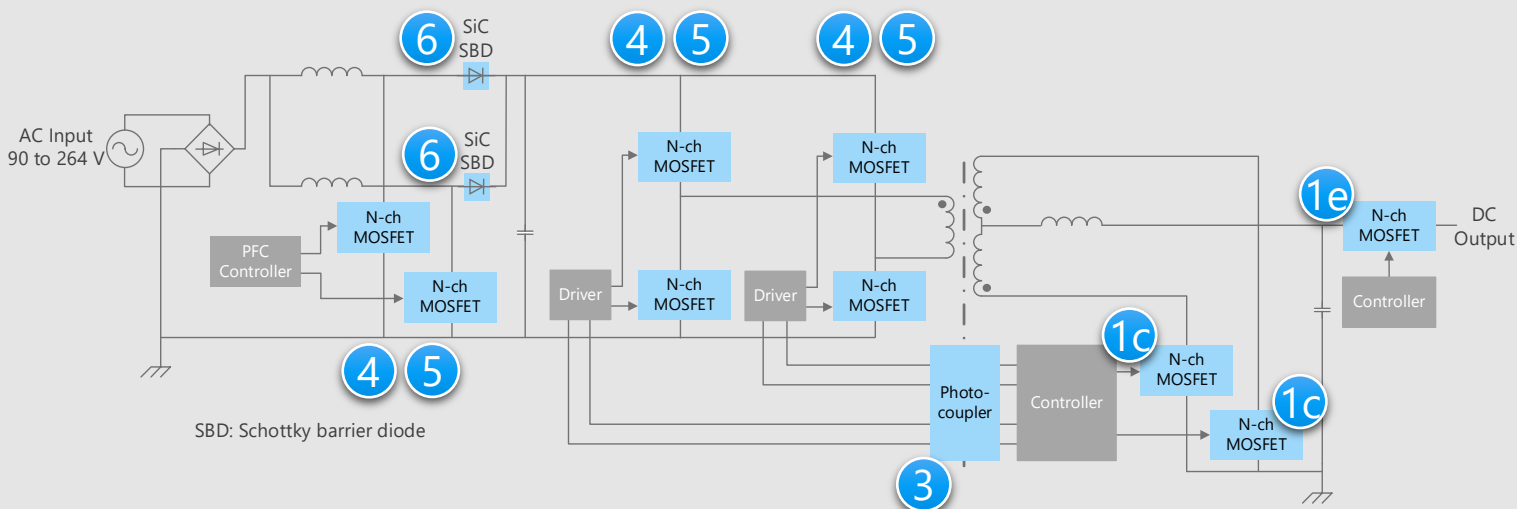 6
SiC
SBD
4
5
4
5
AC Input
90 to 264 V
6
SiC
SBD
N-ch
MOSFET
N-ch
MOSFET
1e
N-ch
MOSFET
DC
Output
N-ch
MOSFET
PFC
Controller
N-ch
MOSFET
Driver
N-ch
MOSFET
Driver
N-ch
MOSFET
Controller
4
5
1c
N-ch
MOSFET
Photo-
coupler
Controller
1c
N-ch
MOSFET
SBD: Schottky barrier diode
3